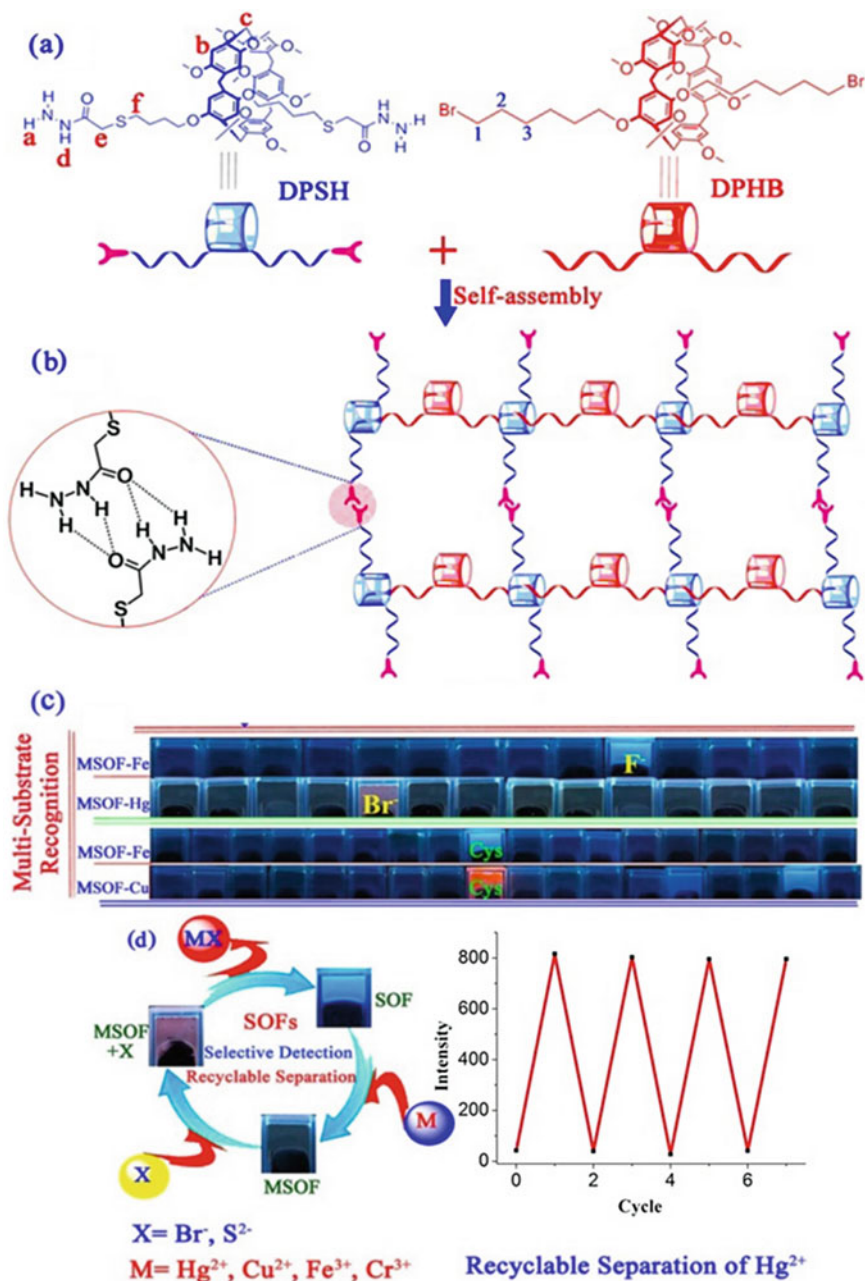 (a)
c
b
f
Br
Br
2
1
3
a
d
e
H
N
N
H
H
O
S
O
O
S
O
N
N
H
H
H
O
O
O
DPSH
DPHB
+
Self-assembly
(b)
S
H
N
N
H
H
O
H
H
O
N
N
H
S
(c)
Multi-Substrate
Recognition
MSOF-Fe
F-
MSOF-Hg
Br-
MSOF-Fe
Cys
MSOF-Cu
Cys
(d)
MX
MSOF
+X
SOFs
SOF
Selective Detection
Recyclable Separation
M
X
MSOF
X= Br-, S2-
M= Hg2+, Cu2+, Fe3+, Cr3+
Intensity
800
600
400
200
0
0
2
4
6
Cycle
Recyclable Separation of Hg2+